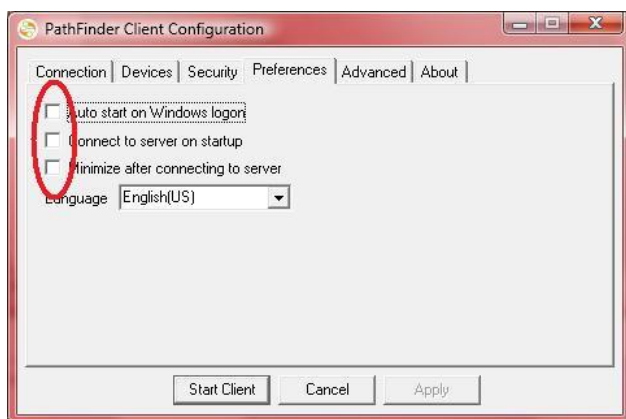 PathFinder Client Configuration
Connection Devices Security Preferences Advanced About
Auto start on Windows logon
Connect to server on startup
Minimize after connecting to server
Language English(US)
Start Client Cancel Apply